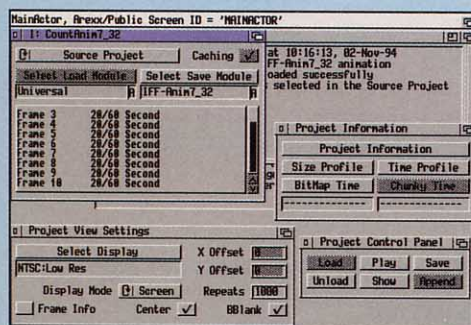 MainActor, Arexx/Public Screen ID = 'MAINACTOR'
1: CountAnim7_32
Source Project
Caching
Select Load Module
Select Save Module
Universal
R
IFF-Anim7_32
R
Frame 3 20/60 Second
Frame 4 20/60 Second
Frame 5 20/60 Second
Frame 6 20/60 Second
Frame 7 20/60 Second
Frame 8 20/60 Second
Frame 9 20/60 Second
Frame 10 20/60 Second
at 10:16:13, 02-Nov-94
FF-Anim7_32 animation
oaded successfully
selected in the Source Project
Project Information
Project Information
Size Profile
Time Profile
BitMap Time
Chunky Time
Project View Settings
Select Display
NTSC:Low Res
X Offset 0
Y Offset 0
Display Mode Screen
Repeats 1000
Frame Info
Center
BBlank
Project Control Panel
Load Play Save
Unload Show Append